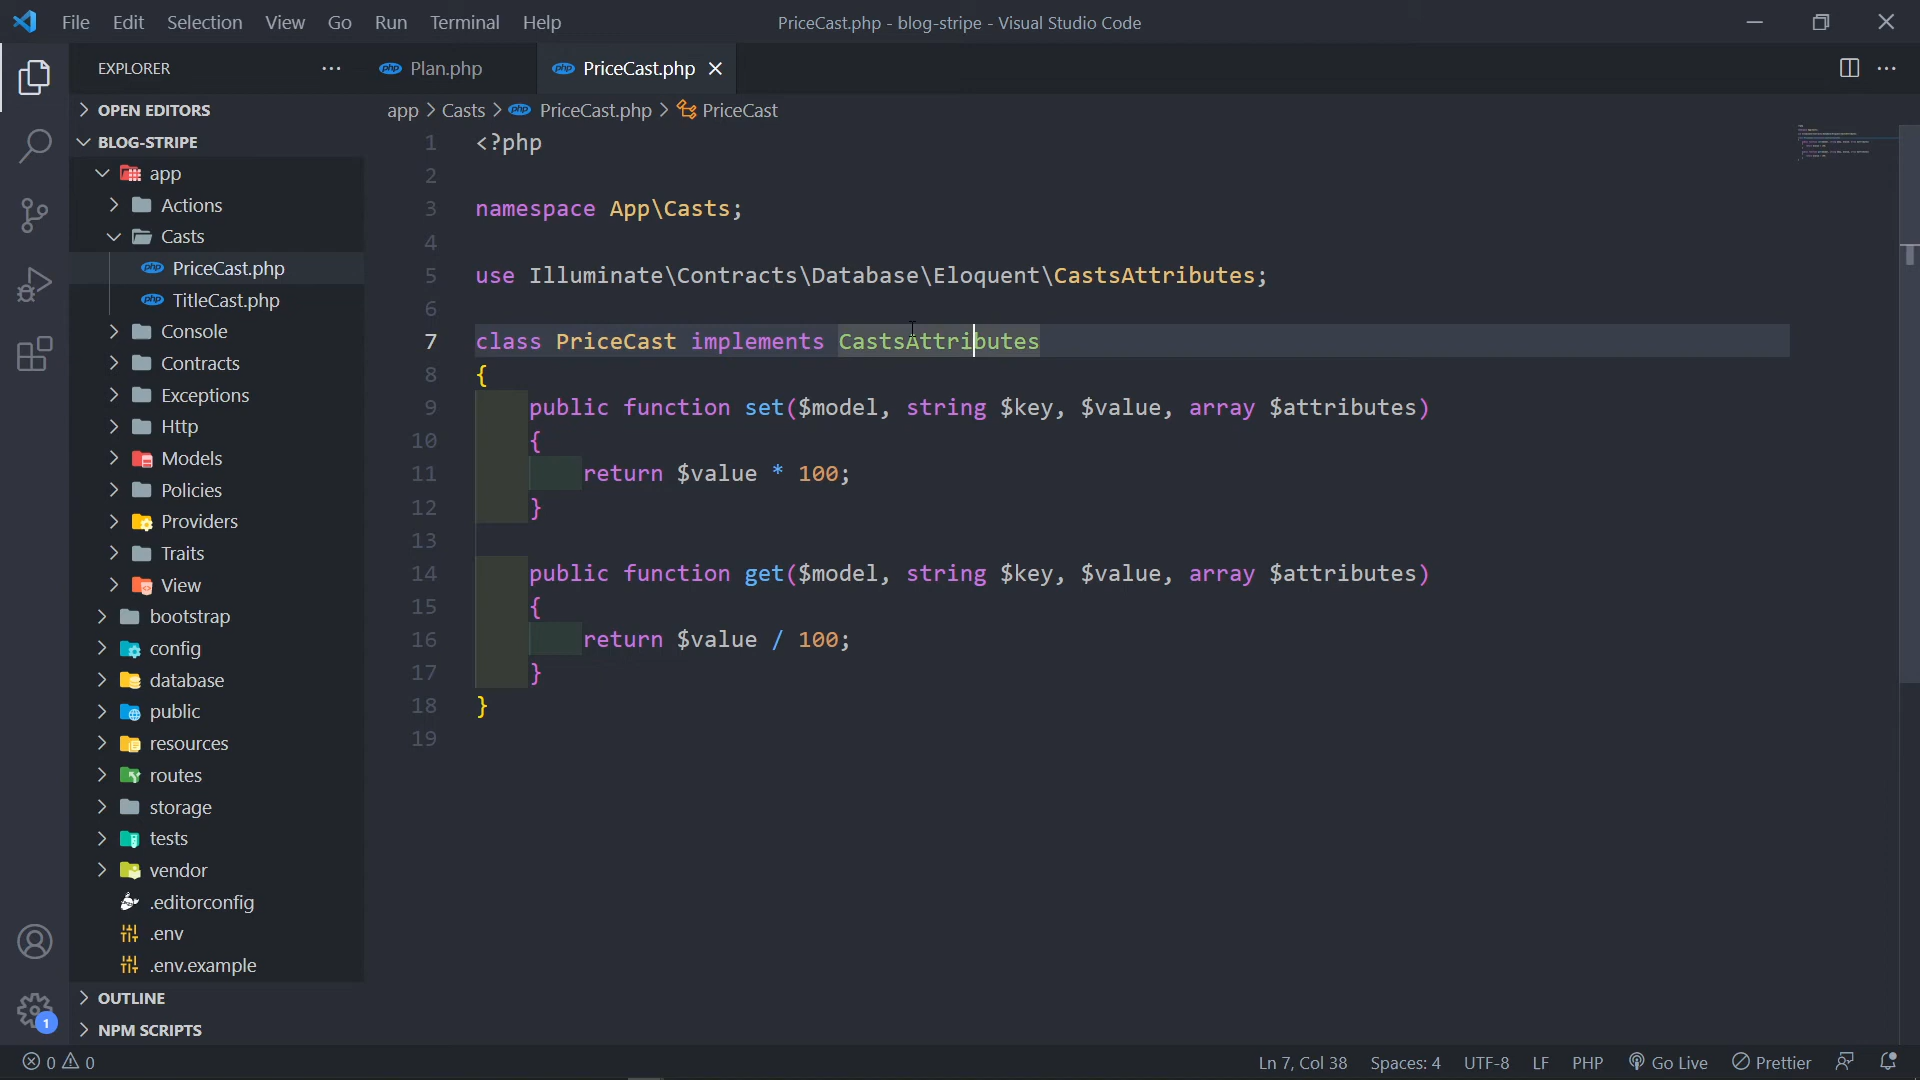 File Edit Selection View Go Run Terminal Help
PriceCast.php - blog-stripe - Visual Studio Code
EXPLORER
OPEN EDITORS
BLOG-STRIPE
app
Actions
Casts
PriceCast.php
TitleCast.php
Console
Contracts
Exceptions
Http
Models
Policies
Providers
Traits
View
bootstrap
config
database
public
resources
routes
storage
tests
vendor
.editorconfig
.env
.env.example
OUTLINE
NPM SCRIPTS
php Plan.php
php PriceCast.php
app > Casts > php PriceCast.php > PriceCast
1 <?php
2
3 namespace App\Casts;
4
5 use Illuminate\Contracts\Database\Eloquent\CastsAttributes;
6
7 class PriceCast implements CastsAttributes
8 {
9 public function set($model, string $key, $value, array $attributes)
10 {
11 return $value * 100;
12 }
13
14 public function get($model, string $key, $value, array $attributes)
15 {
16 return $value / 100;
17 }
18 }
19
1
0 0
Ln 7, Col 38 Spaces: 4 UTF-8 LF PHP Go Live Prettier